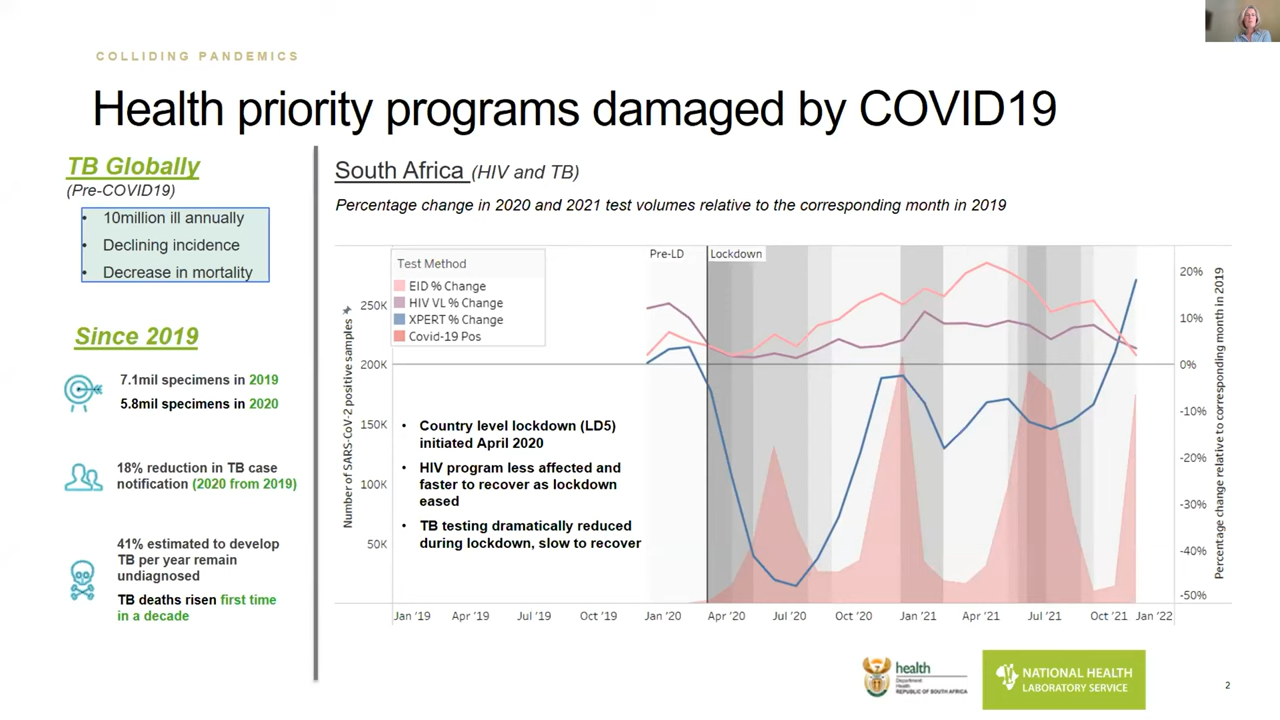 COLLIDING PANDEMICS
Health priority programs damaged by COVID19
TB Globally
(Pre-COVID19)
• 10million ill annually
• Declining incidence
• Decrease in mortality
Since 2019
7.1mil specimens in 2019
5.8mil specimens in 2020
18% reduction in TB case
notification (2020 from 2019)
41% estimated to develop
TB per year remain
undiagnosed
TB deaths risen first time
in a decade
South Africa (HIV and TB)
Percentage change in 2020 and 2021 test volumes relative to the corresponding month in 2019
Pre-LD
Lockdown
Test Method
EID % Change
HIV VL % Change
XPERT % Change
Covid-19 Pos
Number of SARS-CoV-2 positive samples
250K
200K
150K
100K
50K
• Country level lockdown (LD5)
initiated April 2020
• HIV program less affected and
faster to recover as lockdown
eased
• TB testing dramatically reduced
during lockdown, slow to recover
20%
10%
0%
-10%
-20%
-30%
-40%
-50%
Percentage change relative to corresponding month in 2019
Jan '19
Apr '19
Jul '19
Oct '19
Jan '20
Apr '20
Jul '20
Oct '20
Jan '21
Apr '21
Jul '21
Oct '21
Jan '22
health
Department:
Health
REPUBLIC OF SOUTH AFRICA
NATIONAL HEALTH
LABORATORY SERVICE
2